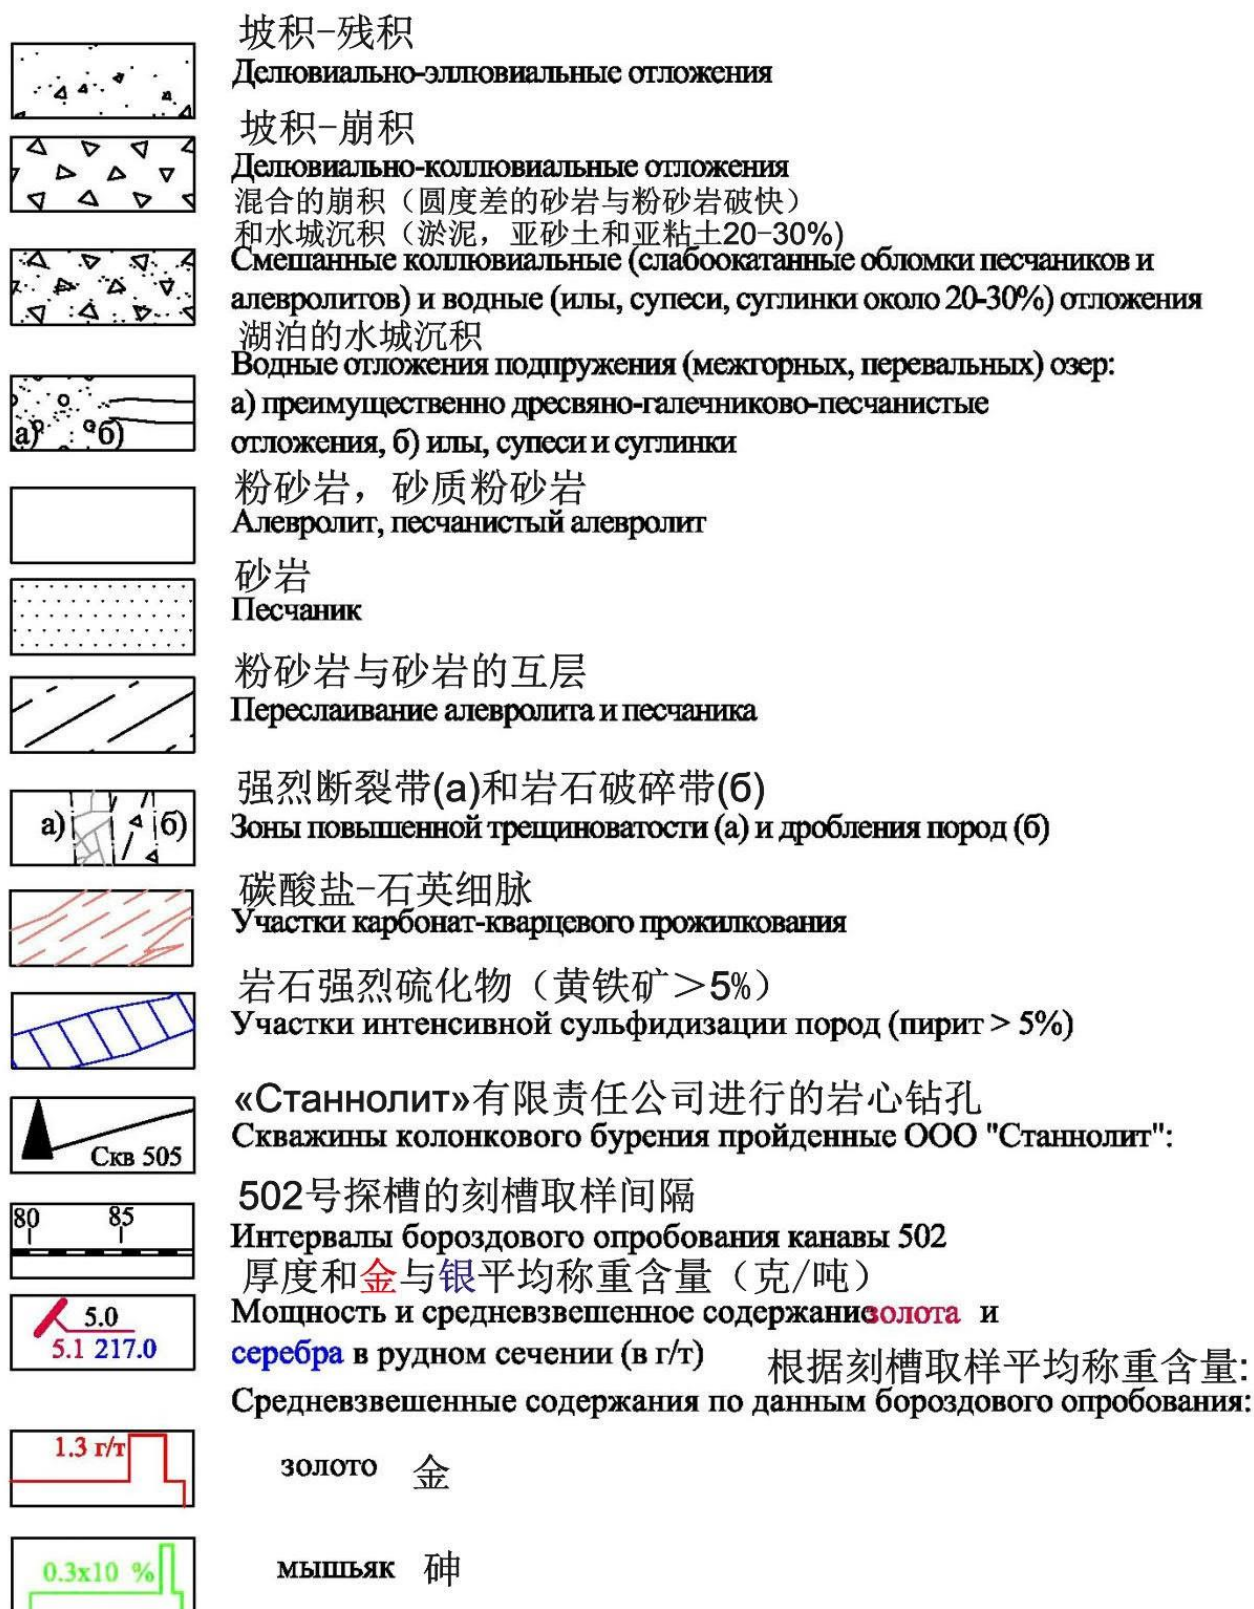 坡积-残积
Делювиально-эллювиальные отложения
坡积-崩积
Делювиально-коллювиальные отложения
混合的崩积（圆度差的砂岩与粉砂岩破快）
和水城沉积（淤泥，亚砂土和亚粘土20-30%)
Смешанные коллювиальные (слабоокатанные обломки песчаников и
алевролитов) и водные (илы, супеси, суглинки около 20-30%) отложения
湖泊的水城沉积
Водные отложения подпружения (межгорных, перевальных) озер:
а) преимущественно дресвяно-галечниково-песчанистые
а) б)
отложения, б) илы, супеси и суглинки
粉砂岩，砂质粉砂岩
Алевролит, песчанистый алевролит
砂岩
Песчаник
粉砂岩与砂岩的互层
Переслаивание алевролита и песчаника
强烈断裂带(а)和岩石破碎带(б)
а) б)
Зоны повышенной трещиноватости (а) и дробления пород (б)
碳酸盐-石英细脉
Участки карбонат-кварцевого прожилкования
岩石强烈硫化物（黄铁矿＞5%）
Участки интенсивной сульфидизации пород (пирит > 5%)
«Станнолит»有限责任公司进行的岩心钻孔
Скважины колонкового бурения пройденные ООО "Станнолит":
Скв 505
502号探槽的刻槽取样间隔
80 85
Интервалы бороздового опробования канавы 502
厚度和金与银平均称重含量（克/吨）
Мощность и средневзвешенное содержание золота и
5.0
5.1 217.0
серебра в рудном сечении (в г/т)
根据刻槽取样平均称重含量:
Средневзвешенные содержания по данным бороздового опробования:
1.3 г/т
золото 金
0.3x10 %
мышьяк 砷